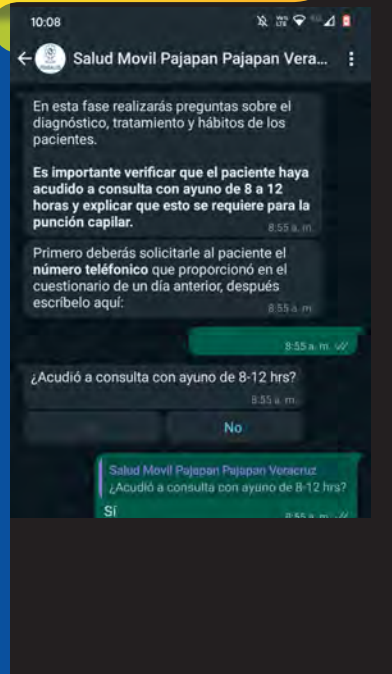 10:08
Salud Movil Pajapan Pajapan Vera...
En esta fase realizarás preguntas sobre el
diagnóstico, tratamiento y hábitos de los
pacientes.
Es importante verificar que el paciente haya
acudido a consulta con ayuno de 8 a 12
horas y explicar que esto se requiere para la
punción capilar.
8:55 a. m.
Primero deberás solicitarle al paciente el
número teléfonico que proporcionó en el
cuestionario de un día anterior, después
escríbelo aquí:
8:55 a. m.
8:55 a. m.
¿Acudió a consulta con ayuno de 8-12 hrs?
8:55 a. m.
No
Salud Movil Pajapan Pajapan Veracruz
¿Acudió a consulta con ayuno de 8-12 hrs?
Sí
8:55 a. m.